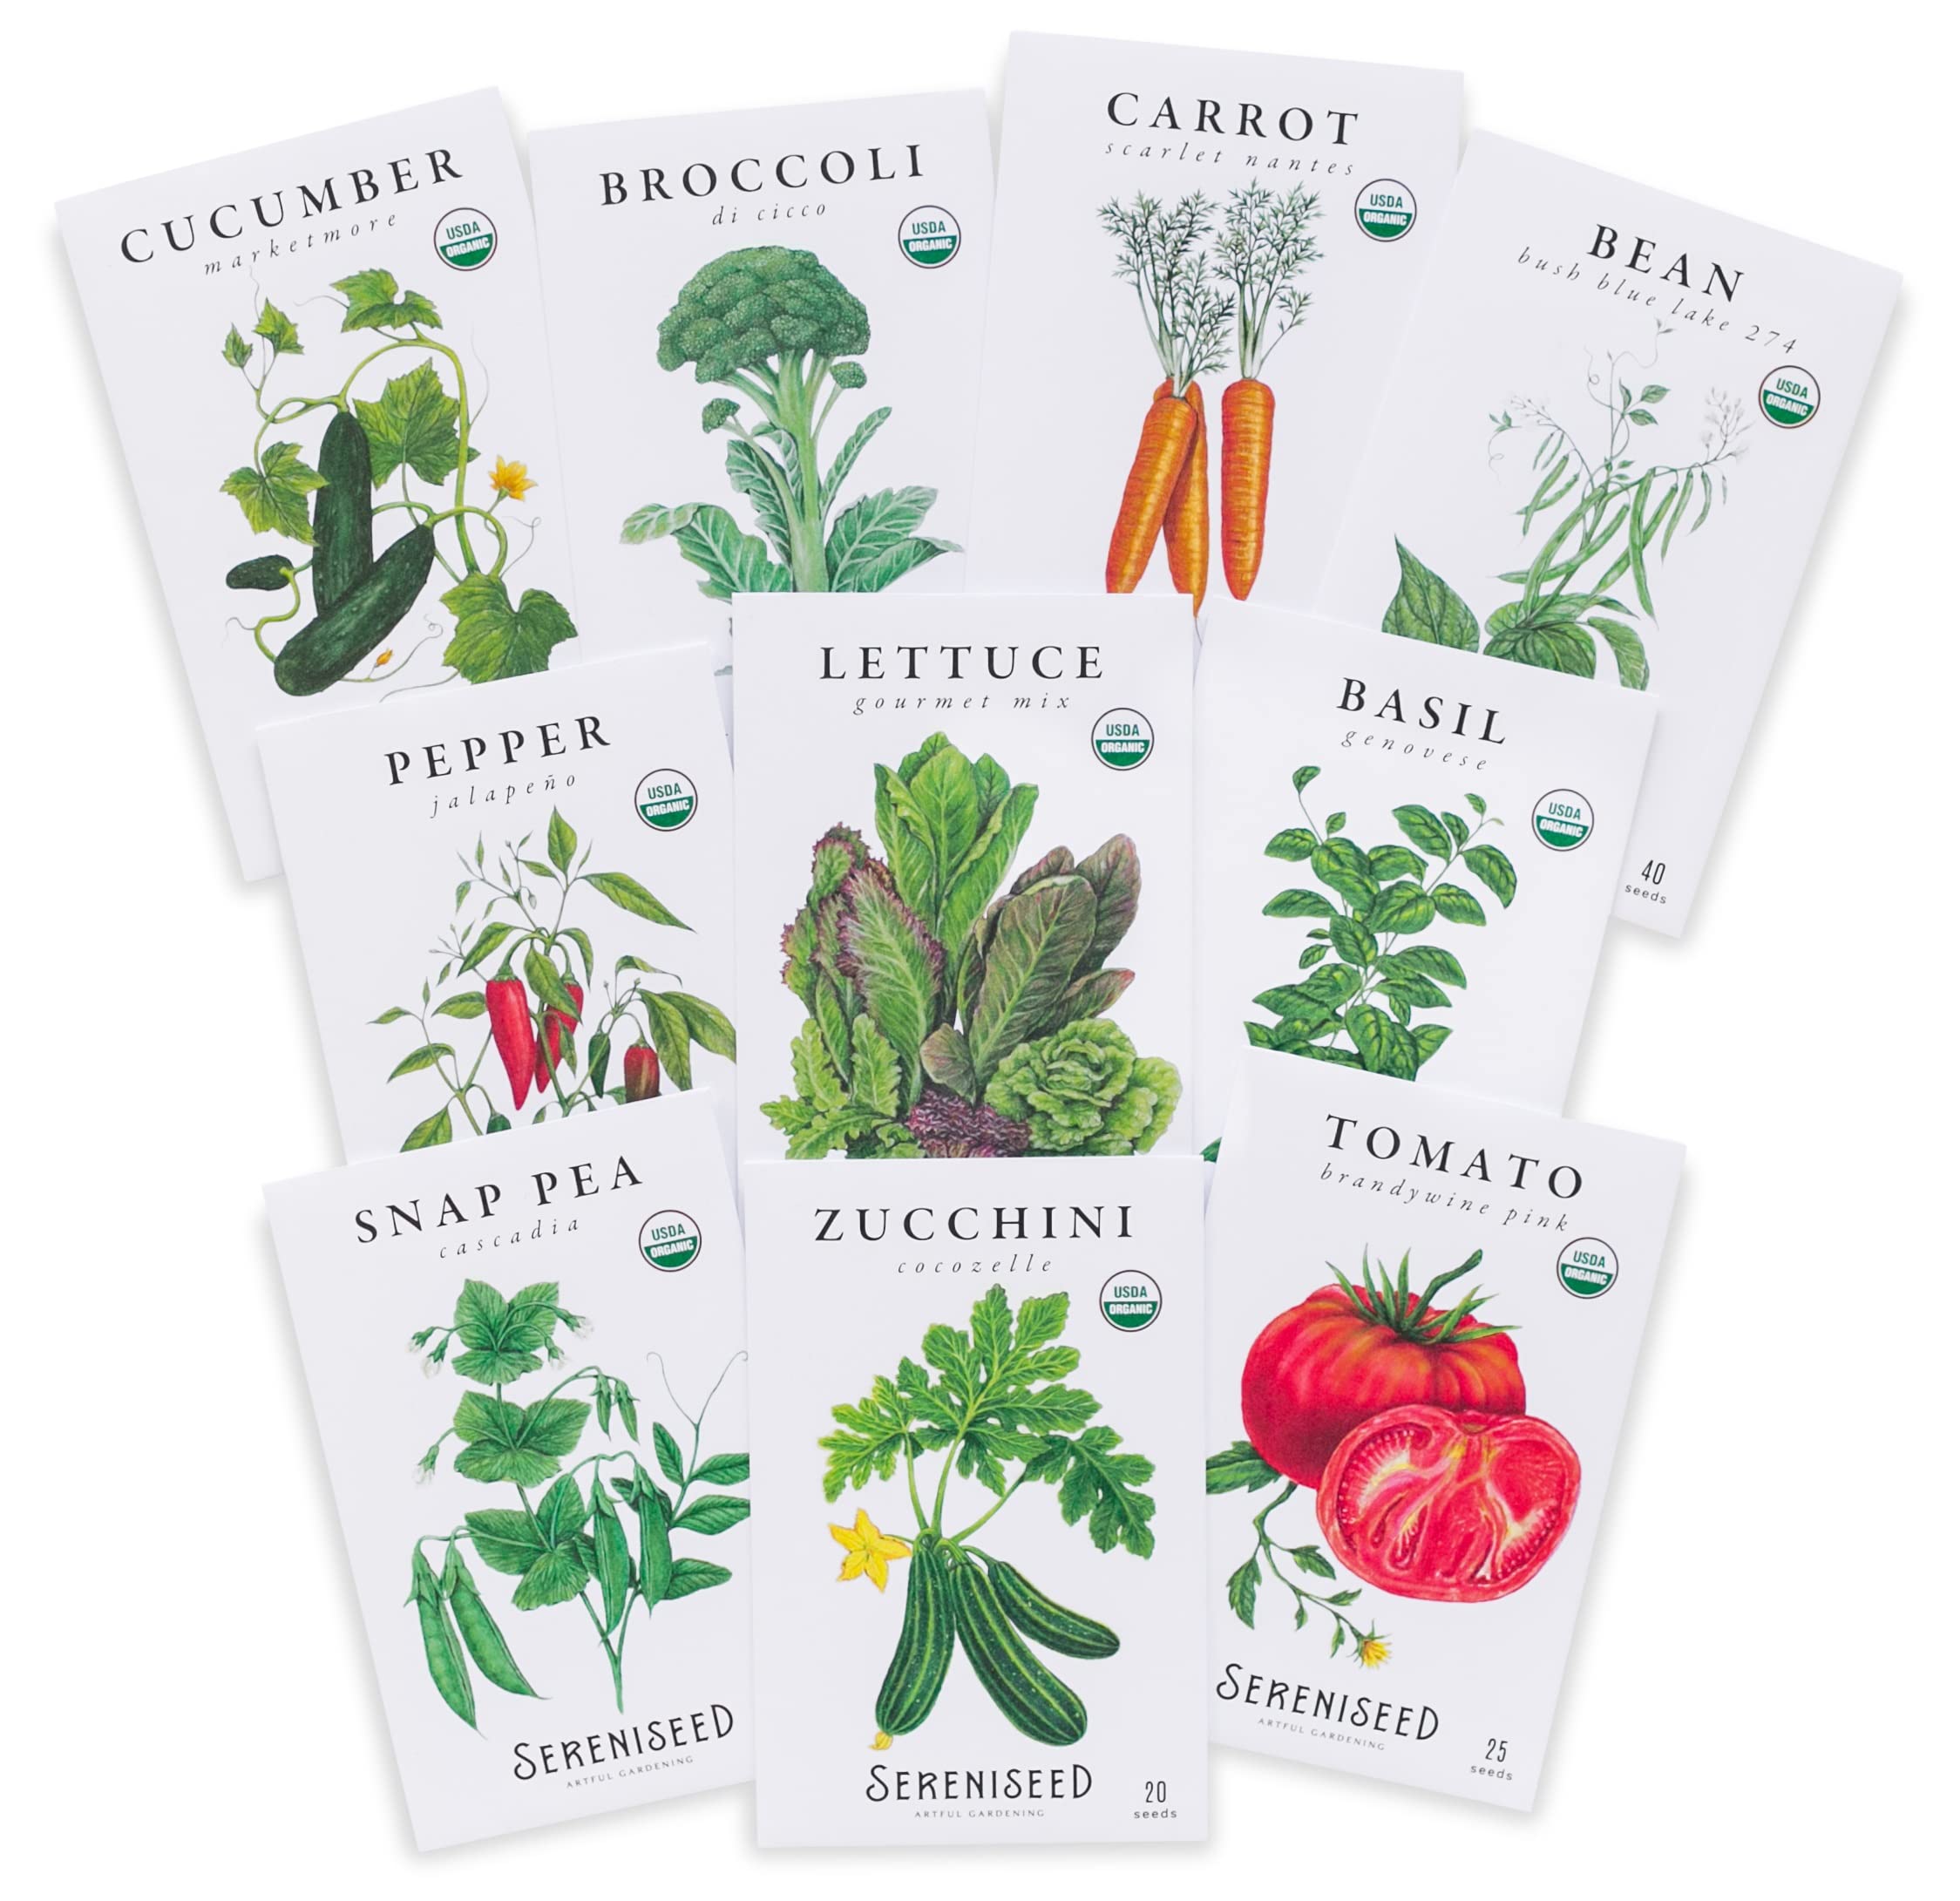 CUCUMBER
marketmore
USDA
ORGANIC
BROCCOLI
di cicco
USDA
ORGANIC
CARROT
scarlet nantes
USDA
ORGANIC
BEAN
bush blue lake 274
USDA
ORGANIC
40
seeds
PEPPER
jalapeño
USDA
ORGANIC
LETTUCE
gourmet mix
USDA
ORGANIC
BASIL
genovese
USDA
ORGANIC
SNAP PEA
cascadia
USDA
ORGANIC
SERENISEED
ARTFUL GARDENING
ZUCCHINI
cocozelle
USDA
ORGANIC
SERENISEED
ARTFUL GARDENING
20
seeds
TOMATO
brandywine pink
USDA
ORGANIC
SERENISEED
ARTFUL GARDENING
25
seeds